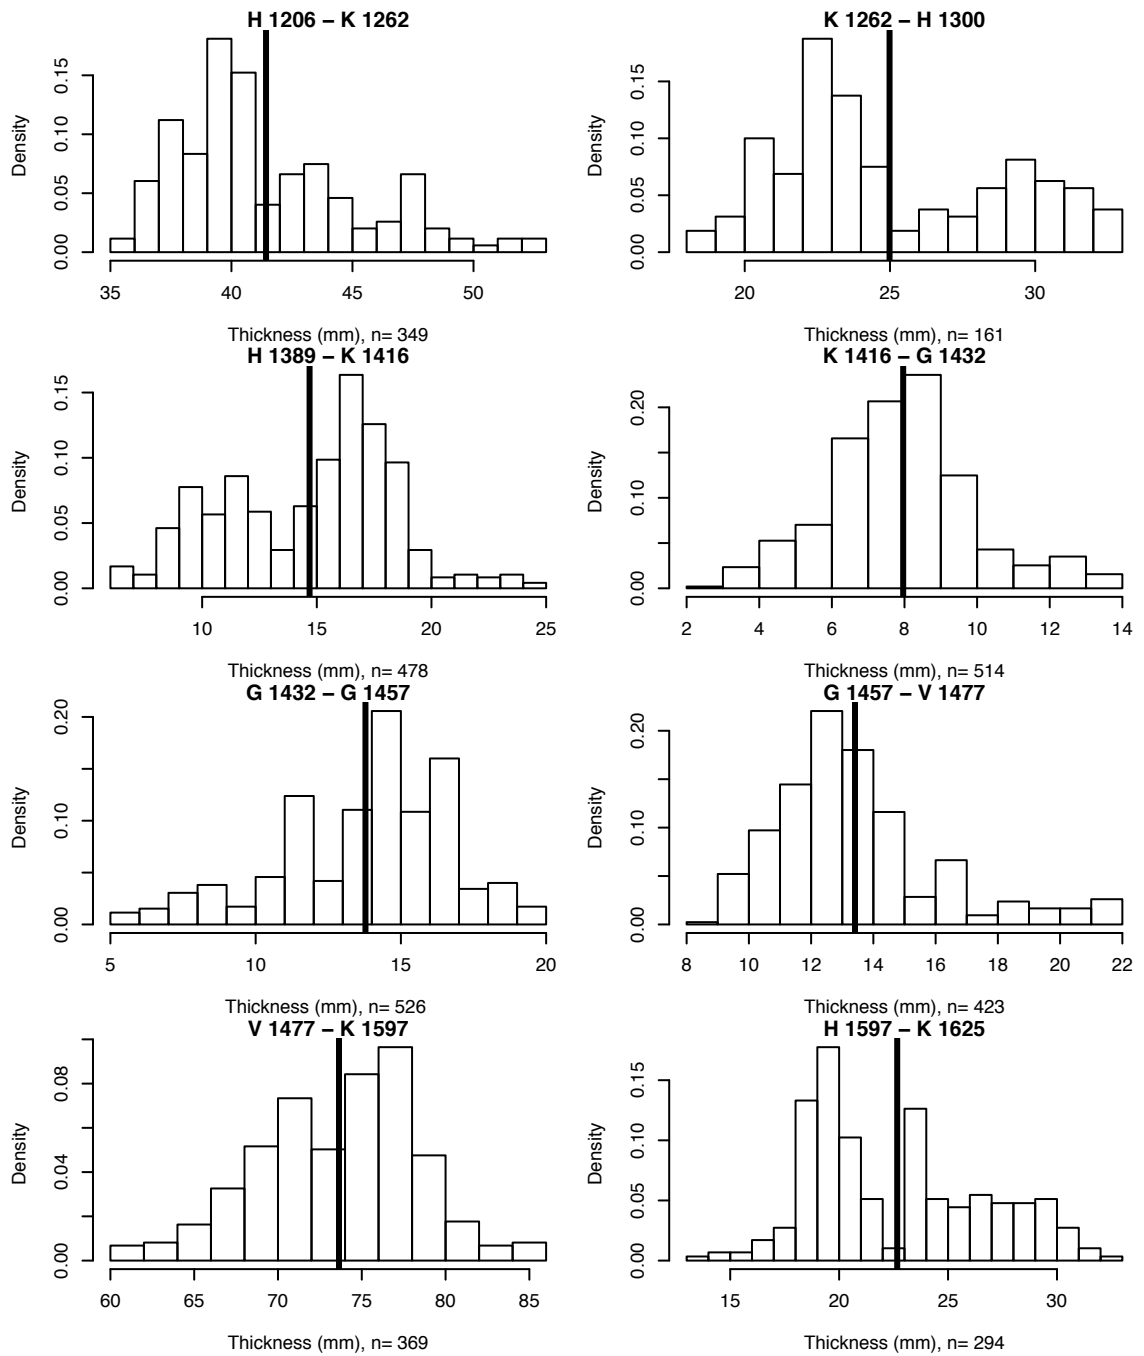 H 1206 – K 1262
Density
0.00 0.05 0.10 0.15
35 40 45 50
Thickness (mm), n= 349
K 1262 – H 1300
Density
0.00 0.05 0.10 0.15
20 25 30
Thickness (mm), n= 161
H 1389 – K 1416
Density
0.00 0.05 0.10 0.15
10 15 20 25
Thickness (mm), n= 478
K 1416 – G 1432
Density
0.00 0.10 0.20
2 4 6 8 10 12 14
Thickness (mm), n= 514
G 1432 – G 1457
Density
0.00 0.10 0.20
5 10 15 20
Thickness (mm), n= 526
G 1457 – V 1477
Density
0.00 0.10 0.20
8 10 12 14 16 18 20 22
Thickness (mm), n= 423
V 1477 – K 1597
Density
0.00 0.04 0.08
60 65 70 75 80 85
Thickness (mm), n= 369
H 1597 – K 1625
Density
0.00 0.05 0.10 0.15
15 20 25 30
Thickness (mm), n= 294